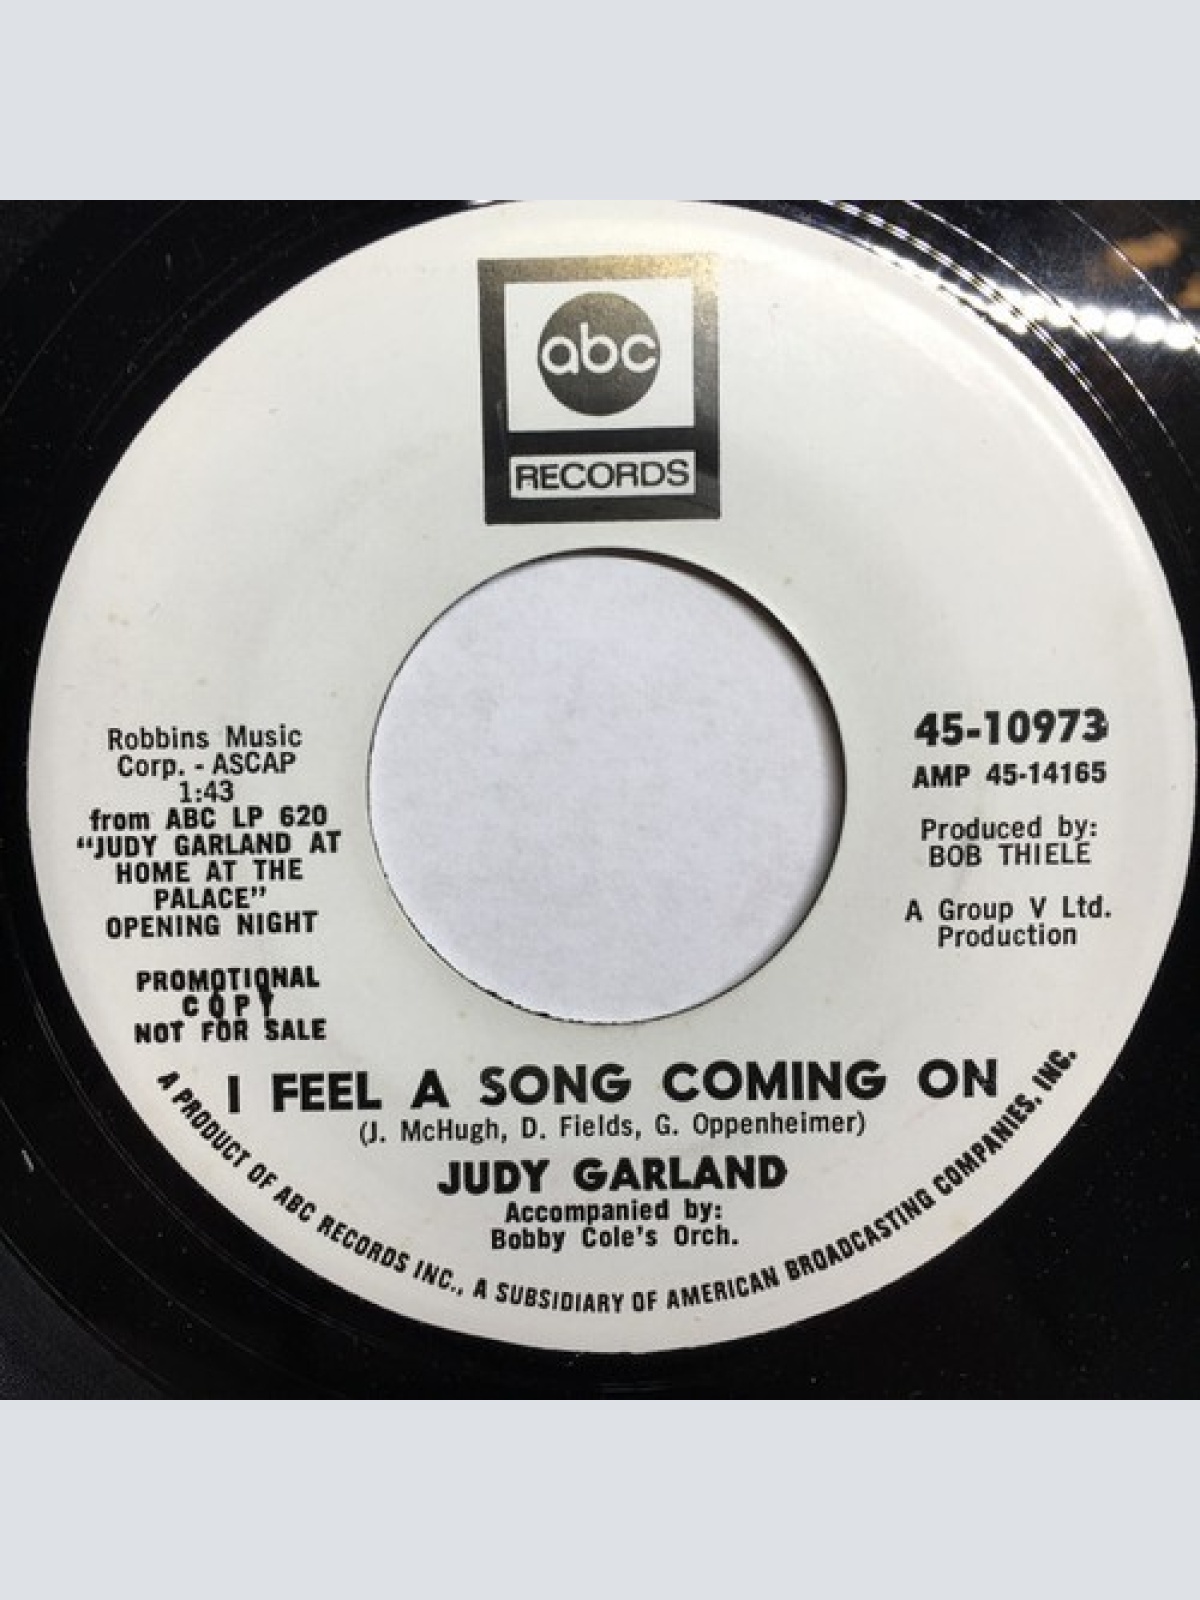 abc
RECORDS
Robbins Music
Corp. - ASCAP
1:43
from ABC LP 620
"JUDY GARLAND AT
HOME AT THE
PALACE"
OPENING NIGHT
PROMOTIONAL
COPY
NOT FOR SALE
45-10973
AMP 45-14165
Produced by:
BOB THIELE
A Group V Ltd.
Production
I FEEL A SONG COMING ON
(J. McHugh, D. Fields, G. Oppenheimer)
JUDY GARLAND
Accompanied by:
Bobby Cole's Orch.
A PRODUCT OF ABC RECORDS INC., A SUBSIDIARY OF AMERICAN BROADCASTING COMPANIES, INC.